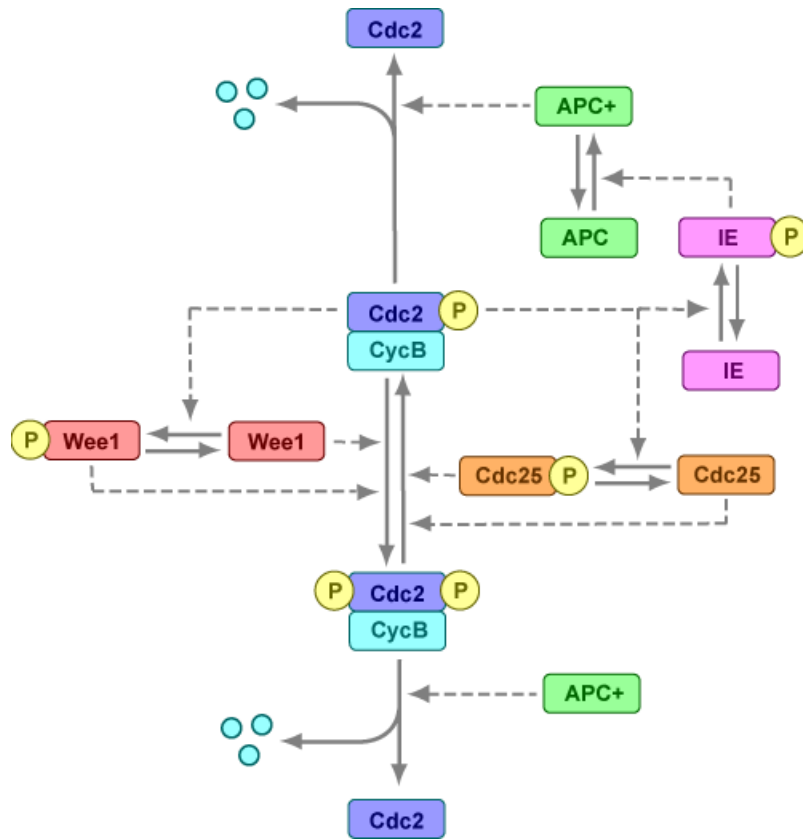 Cdc2
APC+
APC
IE P
Cdc2 P
CycB
IE
P Wee1
Wee1
Cdc25 P
Cdc25
P Cdc2 P
CycB
APC+
Cdc2